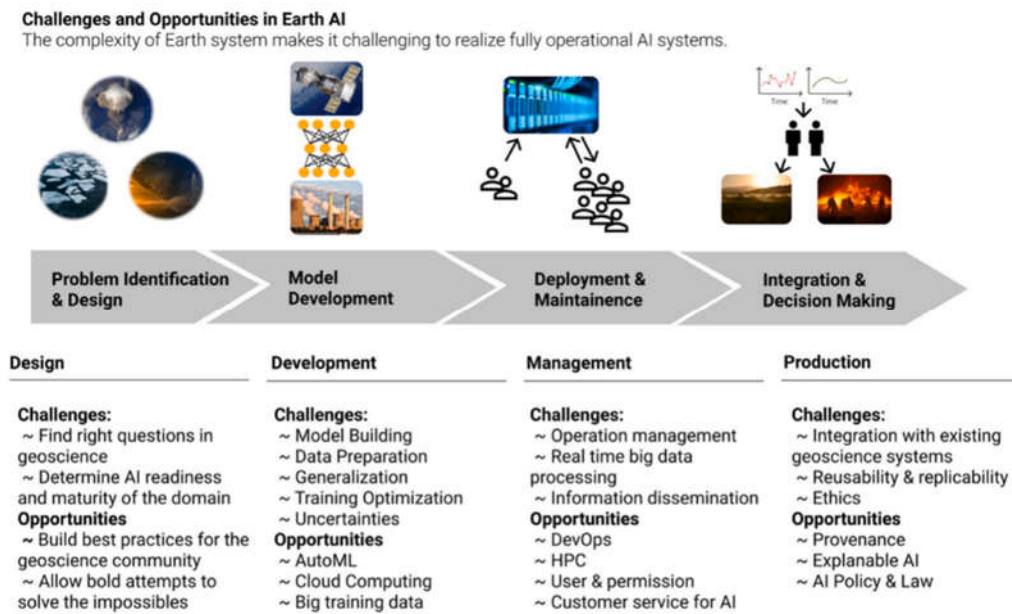 Challenges and Opportunities in Earth AI
The complexity of Earth system makes it challenging to realize fully operational AI systems.
Time
Time
Problem Identification
& Design
Model
Development
Deployment &
Maintainence
Integration &
Decision Making
Design
Challenges:
~ Find right questions in
geoscience
~ Determine AI readiness
and maturity of the domain
Opportunities
~ Build best practices for the
geoscience community
~ Allow bold attempts to
solve the impossibles
Development
Challenges:
~ Model Building
~ Data Preparation
~ Generalization
~ Training Optimization
~ Uncertainties
Opportunities
~ AutoML
~ Cloud Computing
~ Big training data
Management
Challenges:
~ Operation management
~ Real time big data
processing
~ Information dissemination
Opportunities
~ DevOps
~ HPC
~ User & permission
~ Customer service for AI
Production
Challenges:
~ Integration with existing
geoscience systems
~ Reusability & replicability
~ Ethics
Opportunities
~ Provenance
~ Explanable AI
~ AI Policy & Law